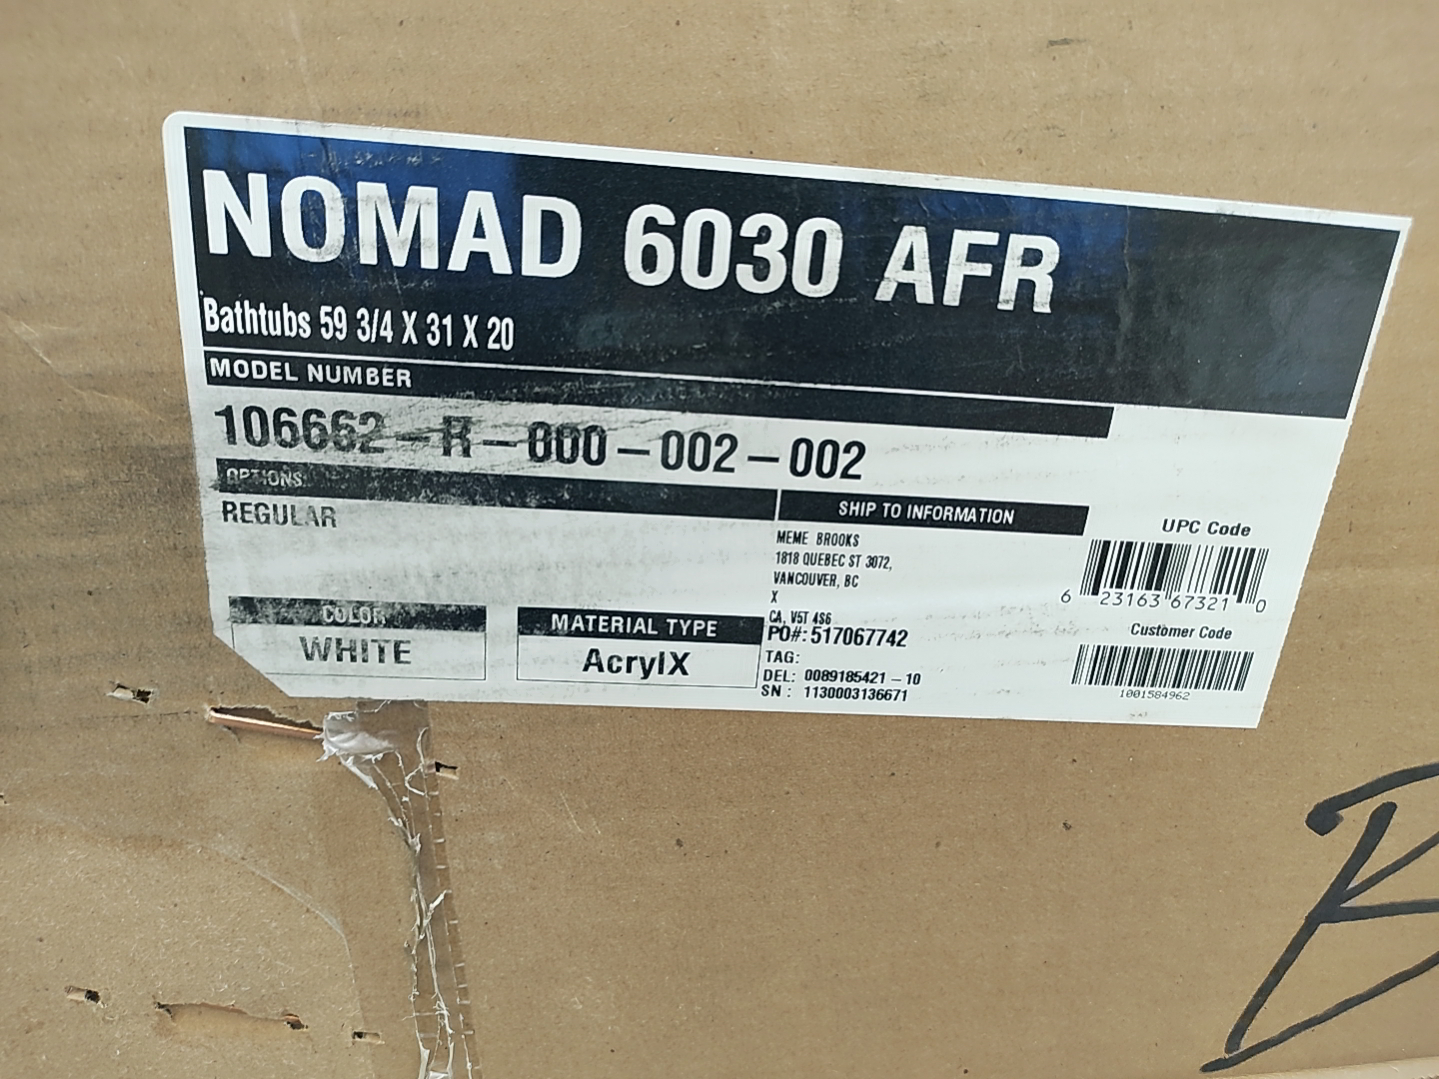 NOMAD 6030 AFR
Bathtubs 59 3/4 X 31 X 20
MODEL NUMBER
106662-R-000-002-002
OPTIONS
REGULAR
COLOR
WHITE
MATERIAL TYPE
AcrylX
SHIP TO INFORMATION
MEME BROOKS
1818 QUEBEC ST 3072,
VANCOUVER, BC
X
CA, V5T 4S6
PO#: 517067742
TAG:
DEL: 0089185421 - 10
SN : 1130003136671
UPC Code
6 23163 67321 0
Customer Code
1001584962